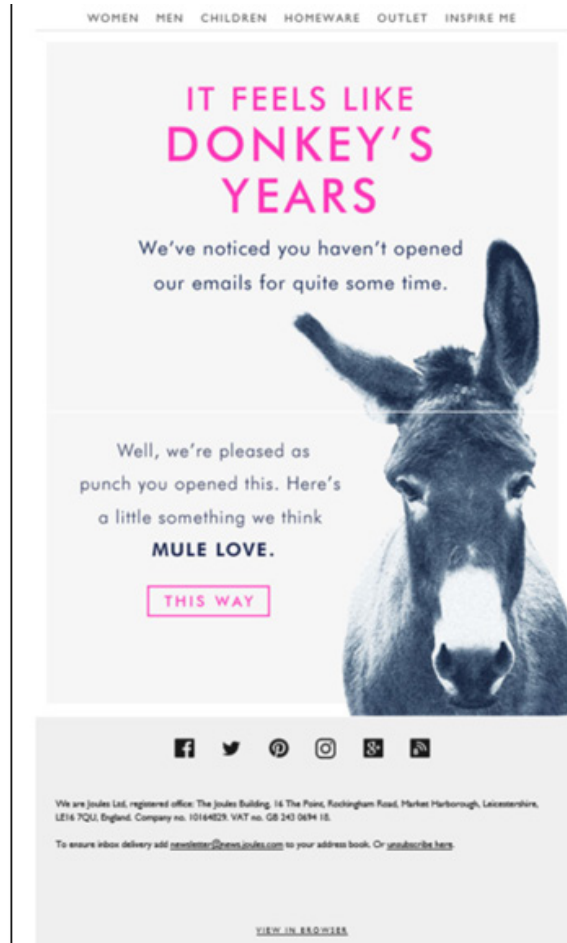 WOMEN MEN CHILDREN HOMEWARE OUTLET INSPIRE ME
IT FEELS LIKE
DONKEY'S
YEARS
We've noticed you haven't opened
our emails for quite some time.
Well, we're pleased as
punch you opened this. Here's
a little something we think
MULE LOVE.
THIS WAY
We are Joules Ltd, registered office: The Joules Building, 16 The Point, Rockingham Road, Market Harborough, Leicestershire,
LE16 7QU, England. Company no. 10164829. VAT no. GB 243 0694 18.
To ensure inbox delivery add newsletter@news.joules.com to your address book. Or unsubscribe here.
VIEW IN BROWSER